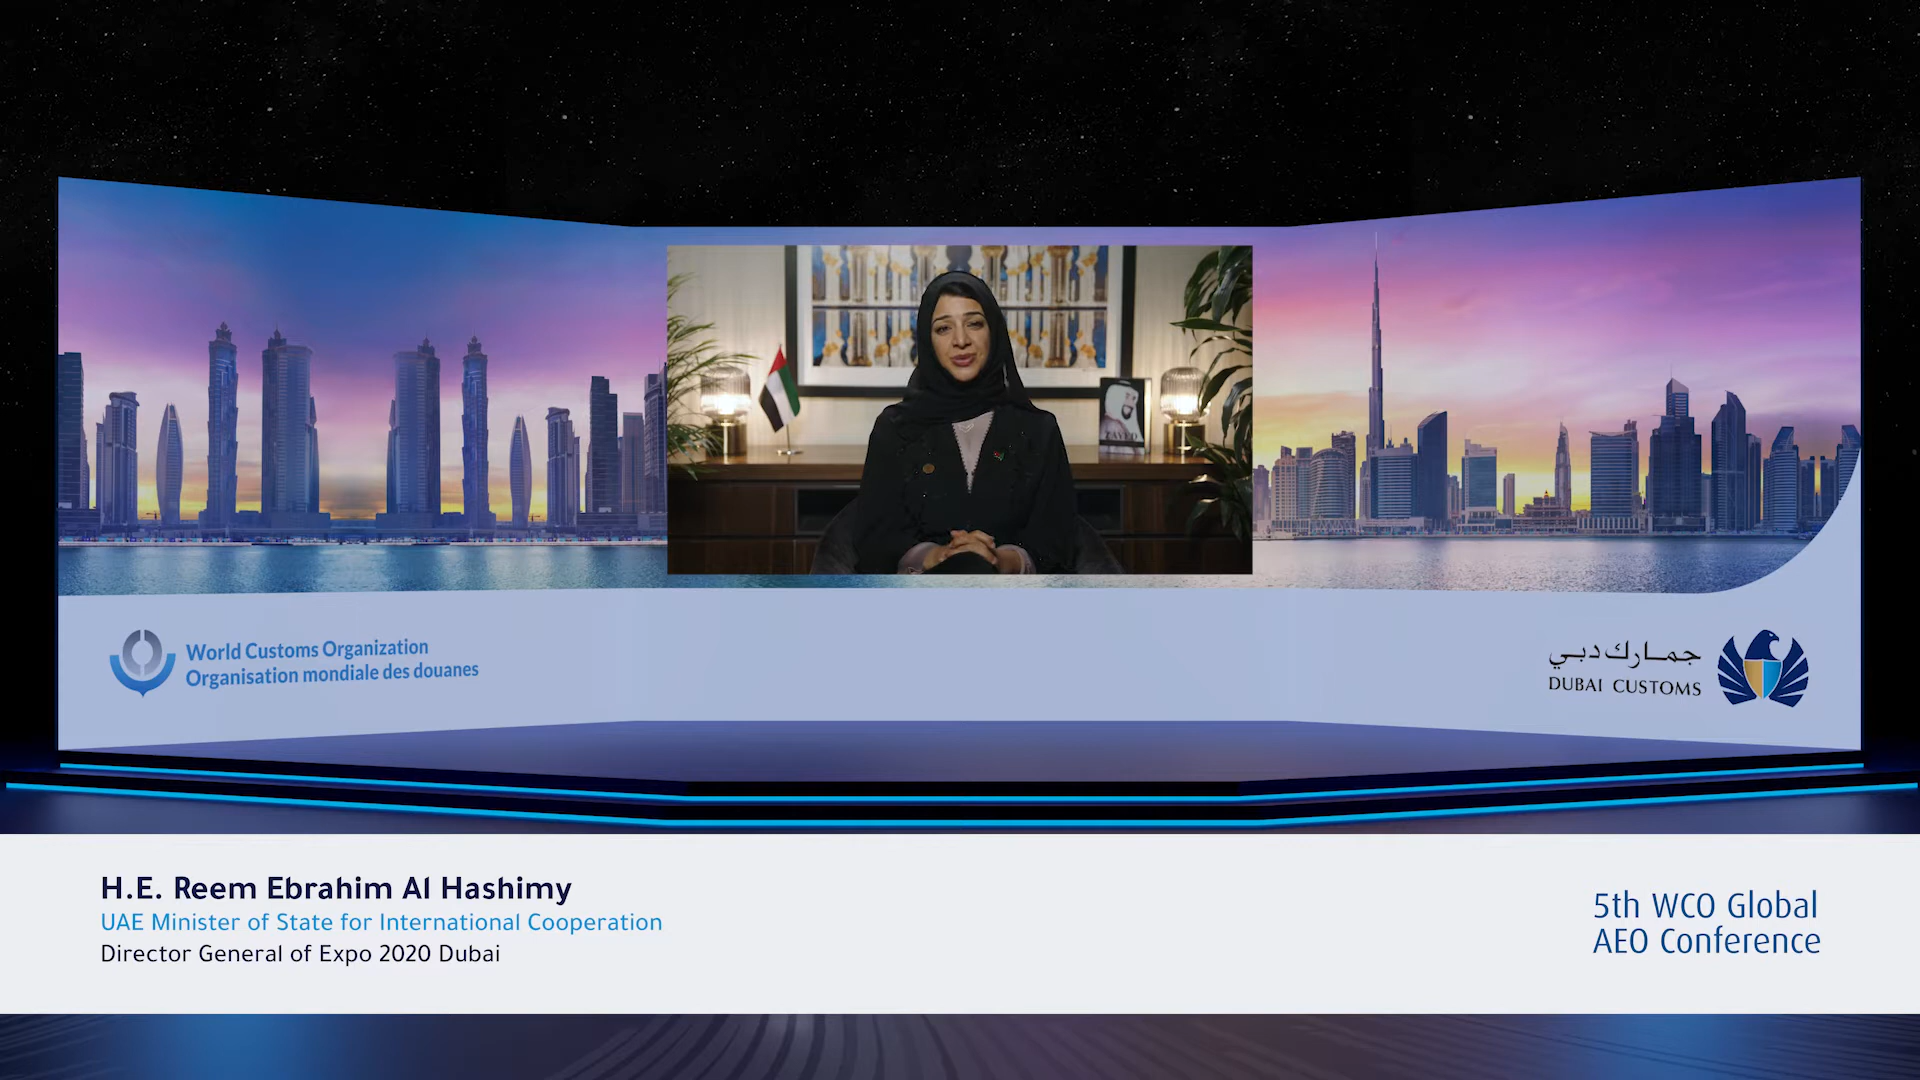 ZAYED
World Customs Organization
Organisation mondiale des douanes
جمارك دبي
DUBAI CUSTOMS
H.E. Reem Ebrahim Al Hashimy
UAE Minister of State for International Cooperation
Director General of Expo 2020 Dubai
5th WCO Global
AEO Conference